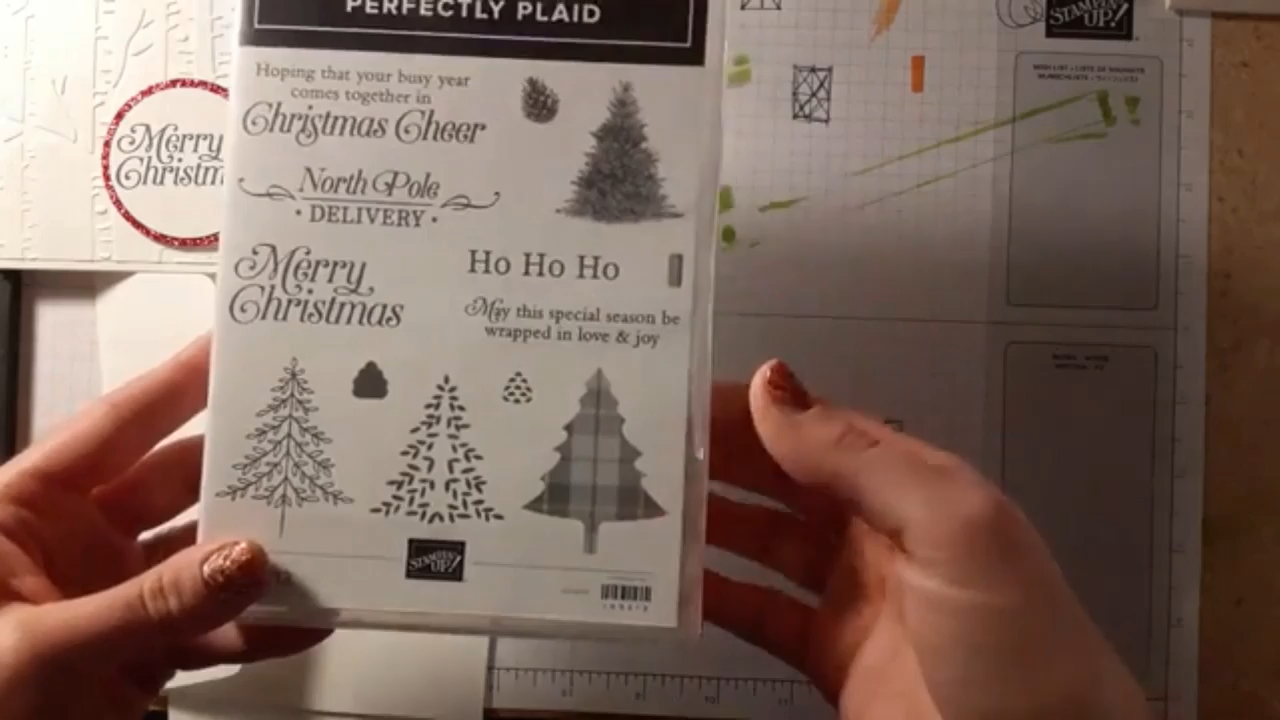 PERFECTLY PLAID
Hoping that your busy year
comes together in
Christmas Cheer
North Pole
• DELIVERY •
Merry
Christmas
Ho Ho Ho
May this special season be
wrapped in love & joy
STAMPIN' UP!
Merry
Christm
STAMPIN' UP!